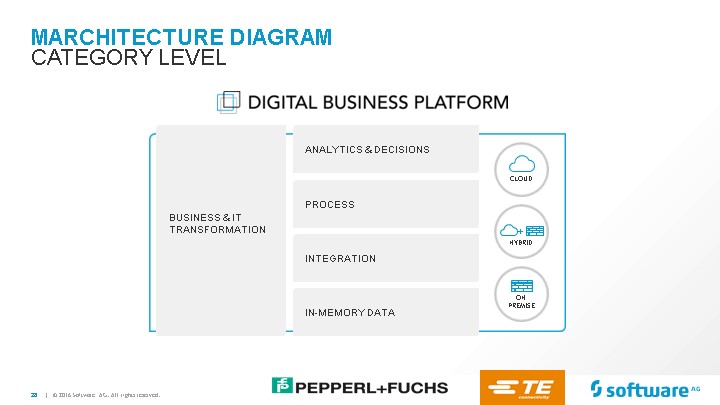 MARCHITECTURE DIAGRAM
CATEGORY LEVEL
DIGITAL BUSINESS PLATFORM
ANALYTICS & DECISIONS
CLOUD
PROCESS
BUSINESS & IT
TRANSFORMATION
HYBRID
INTEGRATION
ON
PREMISE
IN-MEMORY DATA
28 | © 2016 Software AG. All rights reserved.
PEPPERL+FUCHS
TE
connectivity
software AG